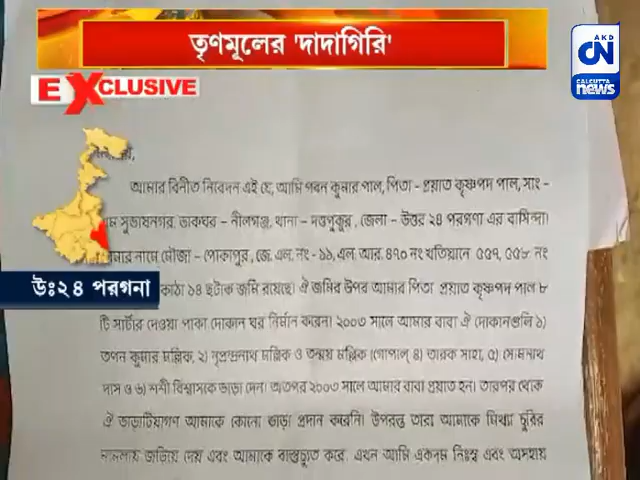 তৃণমূলের 'দাদাগিরি'
AKD
CN
CALCUTTA
news
EXCLUSIVE
আমার বিনীত নিবেদন এই যে, আমি পবন কুমার পাল, পিতা – প্রয়াত কৃষ্ণপদ পাল, সাং –
সুভাষনগর, ডাকঘর – নীলগঞ্জ, থানা – দত্তপুকুর, জেলা – উত্তর ২৪ পরগণা এর বাসিন্দা।
নামে মৌজা – পোকাপুর, জে. এল. নং - ১১, এল. আর. ৪৭০ নং খতিয়ানে ৫৫৭, ৫৫৮ নং
উঃ২৪ পরগনা
কাঠা ১৪ ছটাক জমি রয়েছে। ঐ জমির উপর আমার পিতা প্রয়াত কৃষ্ণপদ পাল ৮
টি সার্টার দেওয়া পাকা দোকান ঘর নির্মান করেন। ২০০৩ সালে আমার বাবা ঐ দোকানগুলি ১)
তপন কুমার মল্লিক, ২) নৃপেন্দ্রনাথ মল্লিক ও তন্ময় মল্লিক (গোপাল) ৪) তারক সাহা, ৫) সোমনাথ
দাস ও ৬) শশী বিশ্বাসকে ভাড়া দেন। অতপর ২০০৩ সালে আমার বাবা প্রয়াত হন। তারপর থেকে
ঐ ভাড়াটিয়াগণ আমাকে কোনো ভাড়া প্রদান করেনি। উপরন্তু তারা আমাকে মিথ্যা চুরির
মামলায় জড়িয়ে দেয় এবং আমাকে বাস্তুচ্যুত করে. এখন আমি একদম নিঃস্ব এবং অসহায়